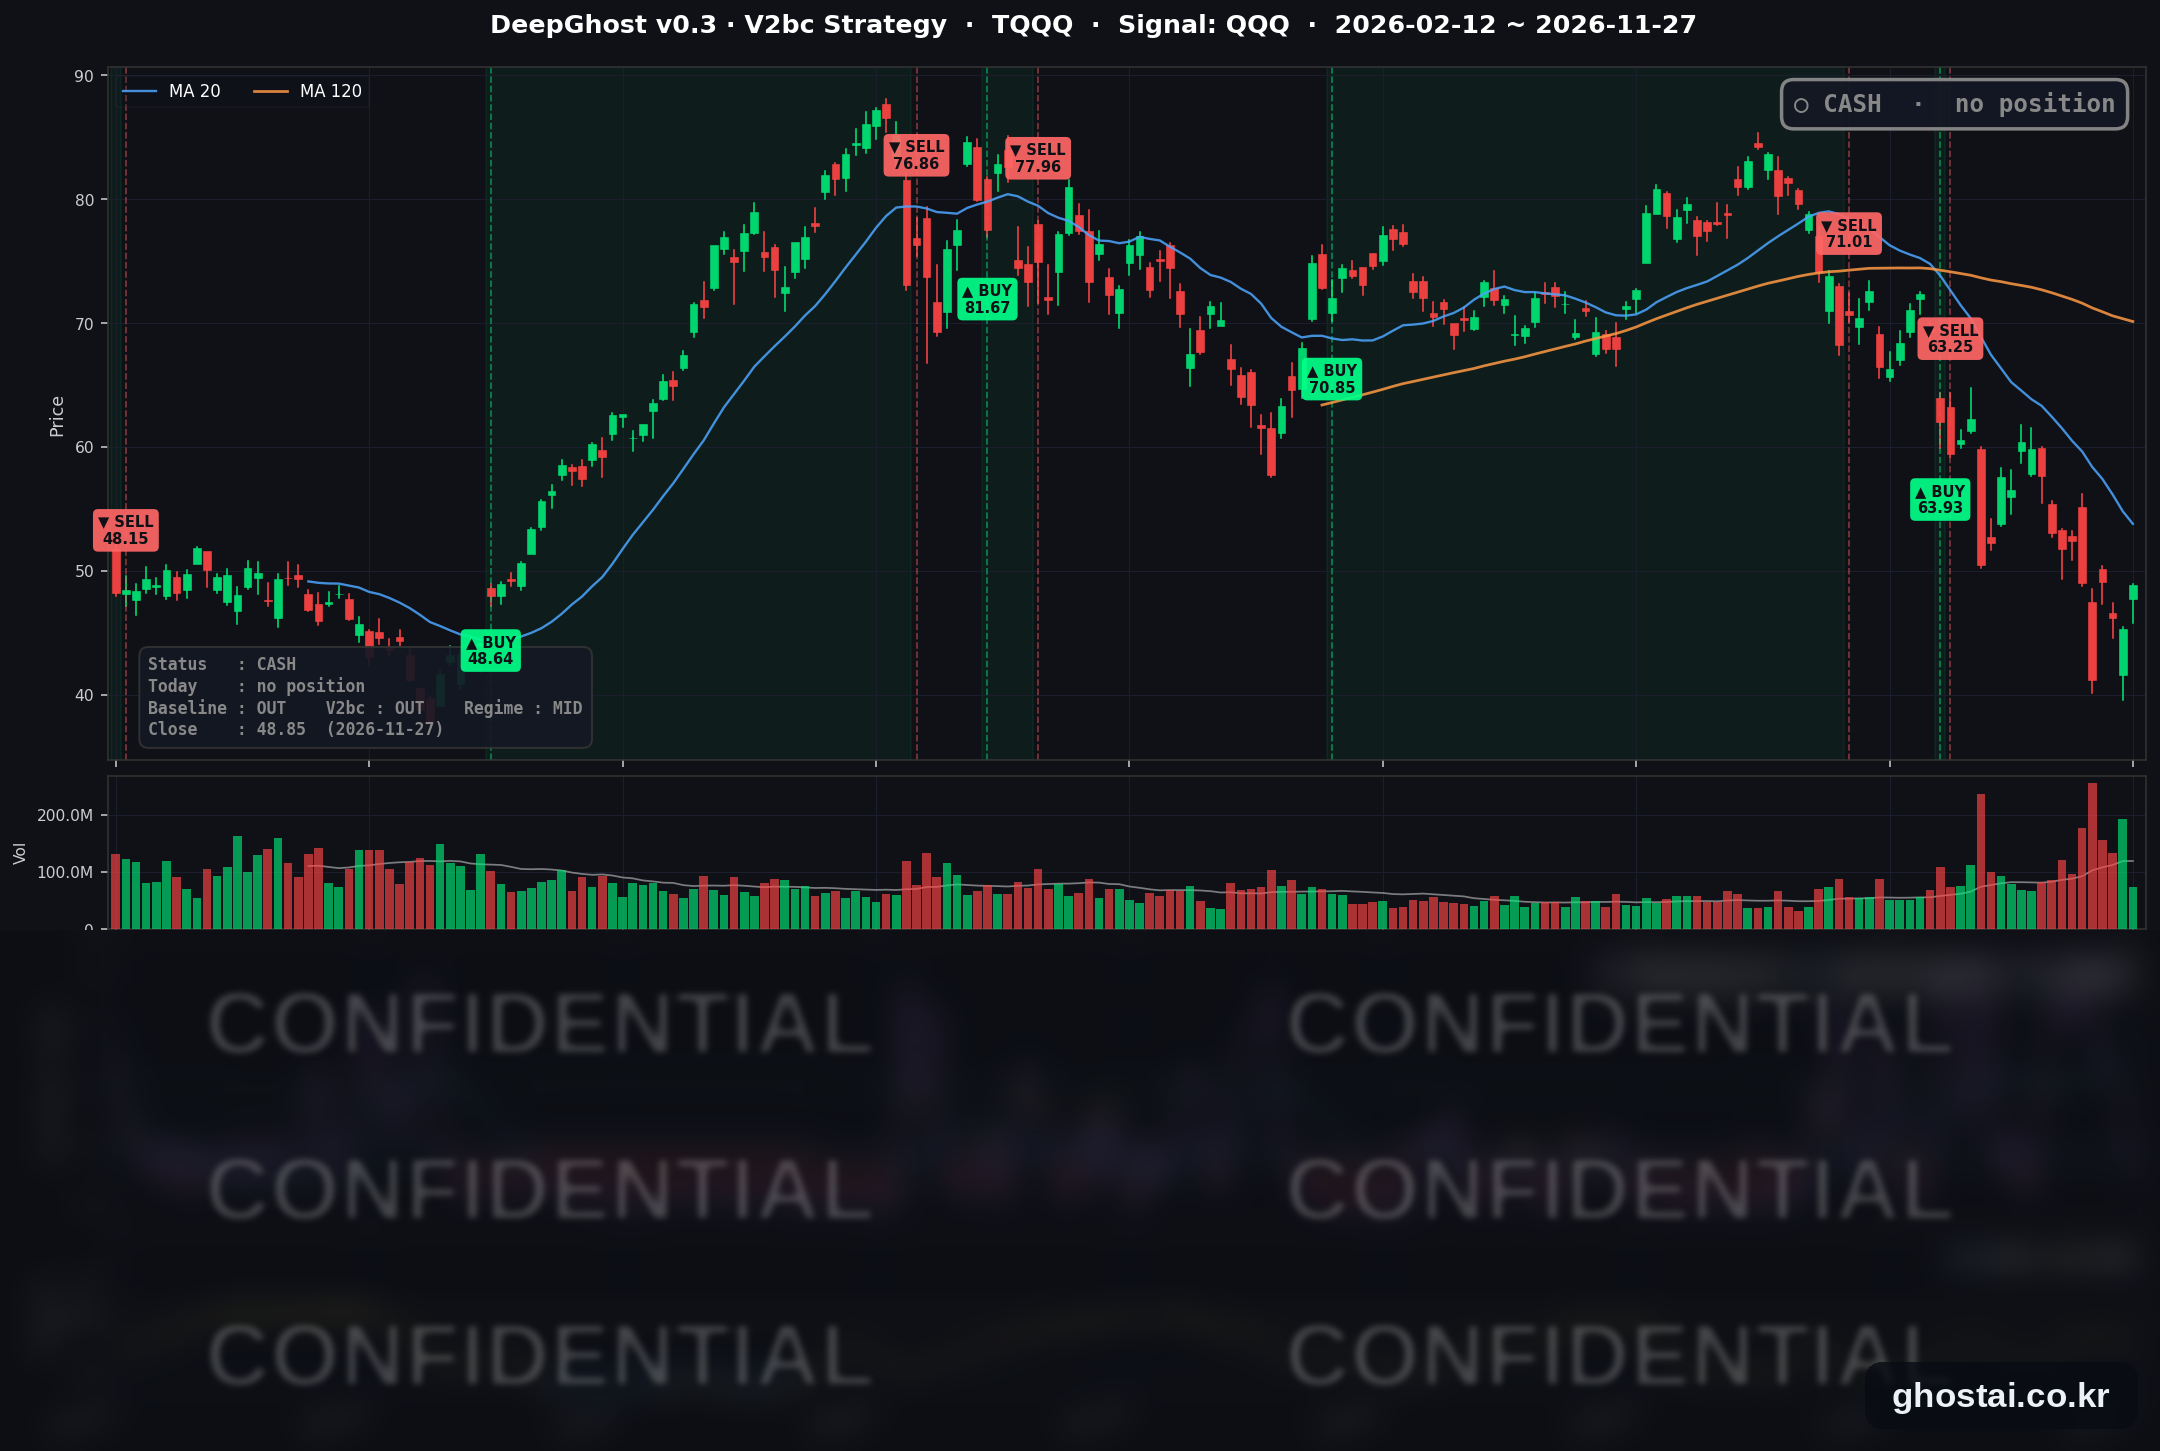 DeepGhost v0.3 · V2bc Strategy · TQQQ · Signal: QQQ · 2026-02-12 ~ 2026-11-27
MA 20 MA 120
○ CASH · no position
90
80
70
60
50
40
Price
▼ SELL
48.15
▲ BUY
48.64
▼ SELL
76.86
▲ BUY
81.67
▼ SELL
77.96
▲ BUY
70.85
▼ SELL
71.01
▲ BUY
63.93
▼ SELL
63.25
Status : CASH
Today : no position
Baseline : OUT V2bc : OUT Regime : MID
Close : 48.85 (2026-11-27)
200.0M
100.0M
0
Vol
CONFIDENTIAL CONFIDENTIAL
CONFIDENTIAL CONFIDENTIAL
CONFIDENTIAL CONFIDENTIAL
ghostai.co.kr